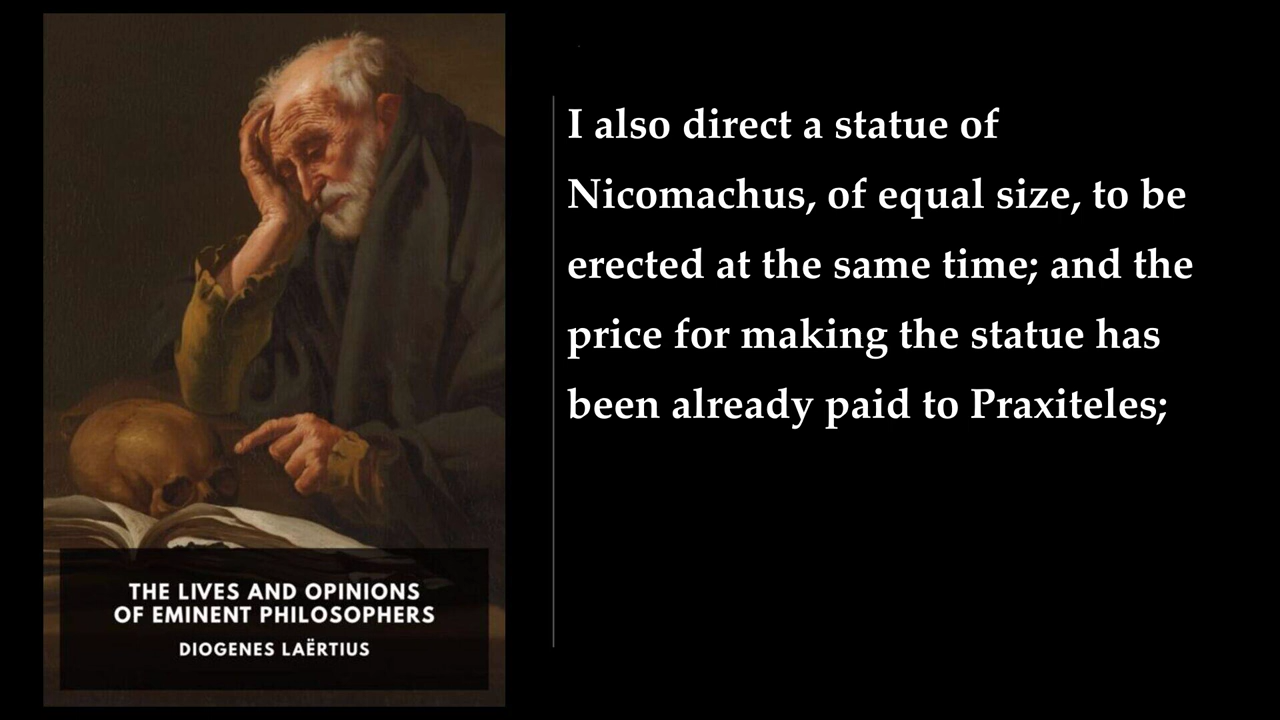 I also direct a statue of
Nicomachus, of equal size, to be
erected at the same time; and the
price for making the statue has
been already paid to Praxiteles;
THE LIVES AND OPINIONS
OF EMINENT PHILOSOPHERS
DIOGENES LAËRTIUS